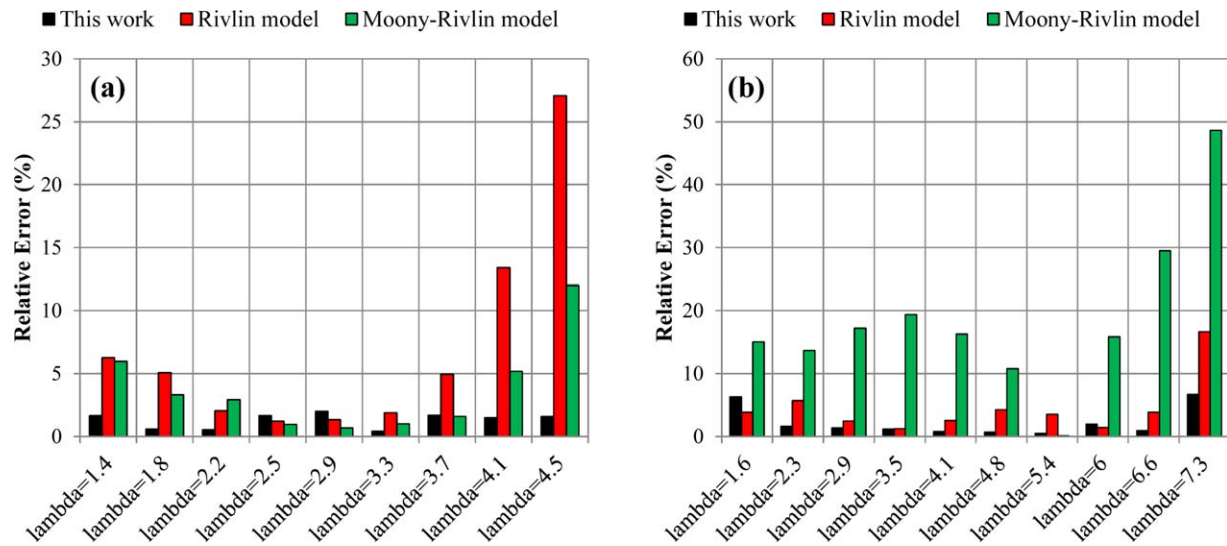 This work Rivlin model Moony-Rivlin model
(a)
Relative Error (%)
30
25
20
15
10
5
0
lambda=1.4
lambda=1.8
lambda=2.2
lambda=2.5
lambda=2.9
lambda=3.3
lambda=3.7
lambda=4.1
lambda=4.5
This work Rivlin model Moony-Rivlin model
(b)
Relative Error (%)
60
50
40
30
20
10
0
lambda=1.6
lambda=2.3
lambda=2.9
lambda=3.5
lambda=4.1
lambda=4.8
lambda=5.4
lambda=6
lambda=6.6
lambda=7.3